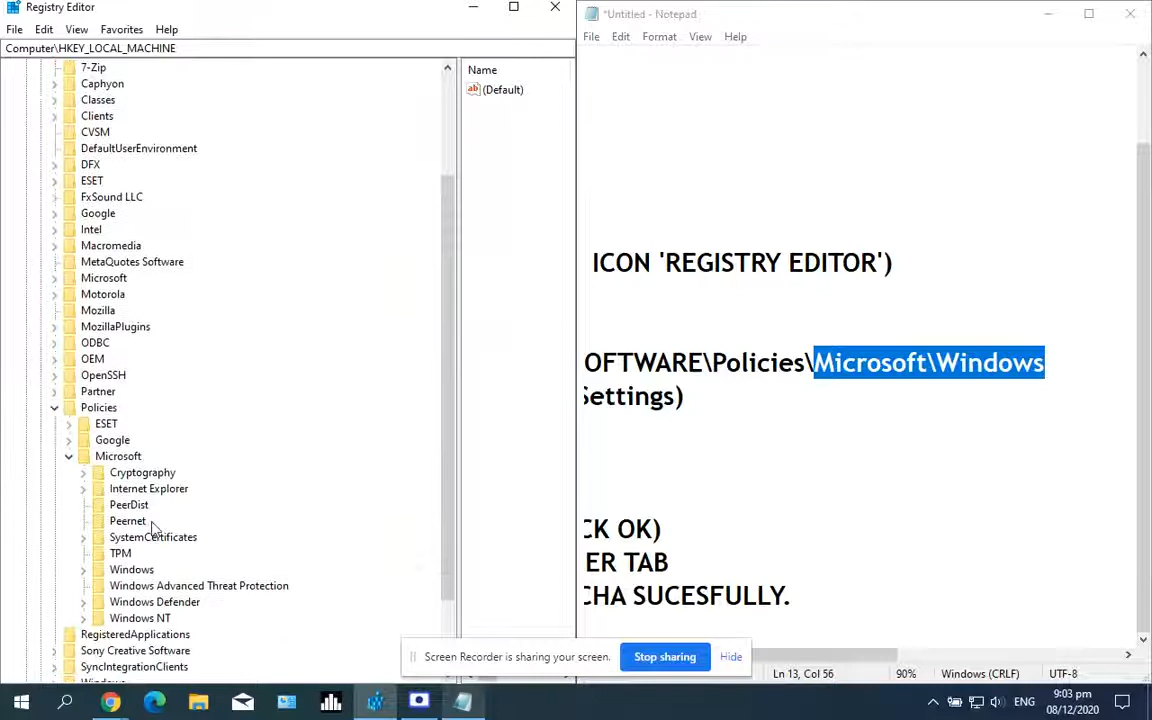 Registry Editor
File Edit View Favorites Help
Computer\HKEY_LOCAL_MACHINE
7-Zip
Caphyon
Classes
Clients
CVSM
DefaultUserEnvironment
DFX
ESET
FxSound LLC
Google
Intel
Macromedia
MetaQuotes Software
Microsoft
Motorola
Mozilla
MozillaPlugins
ODBC
OEM
OpenSSH
Partner
Policies
ESET
Google
Microsoft
Cryptography
Internet Explorer
PeerDist
Peernet
SystemCertificates
TPM
Windows
Windows Advanced Threat Protection
Windows Defender
Windows NT
RegisteredApplications
Sony Creative Software
SyncIntegrationClients
Name
ab (Default)
*Untitled - Notepad
File Edit Format View Help
ICON 'REGISTRY EDITOR')
OFTWARE\Policies\Microsoft\Windows
Settings)
CK OK)
ER TAB
CHA SUCESFULLY.
Screen Recorder is sharing your screen. Stop sharing Hide
Ln 13, Col 56 90% Windows (CRLF) UTF-8
ENG
9:03 pm
08/12/2020